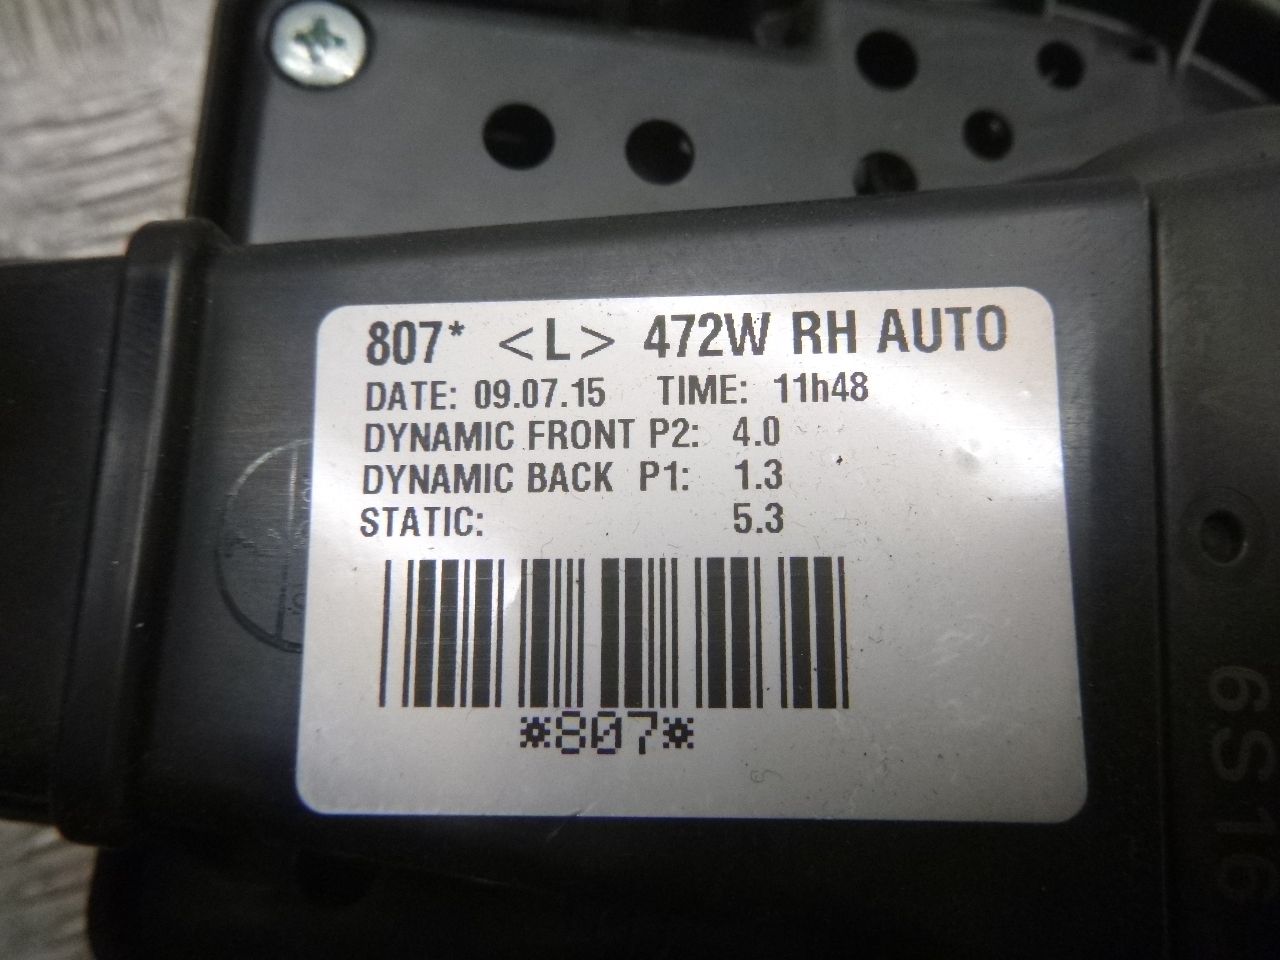 807* <L> 472W RH AUTO
DATE: 09.07.15 TIME: 11h48
DYNAMIC FRONT P2: 4.0
DYNAMIC BACK P1: 1.3
STATIC: 5.3
*807*
6S16